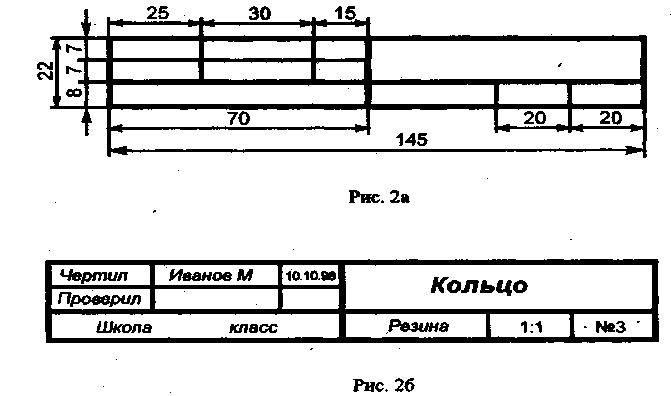 25 30 15
22 7 7 8
70 20 20
145
Рис. 2а
Чертил Иванов М 10.10.98 Кольцо
Проверил
Школа класс Резина 1:1 №3
Рис. 2б